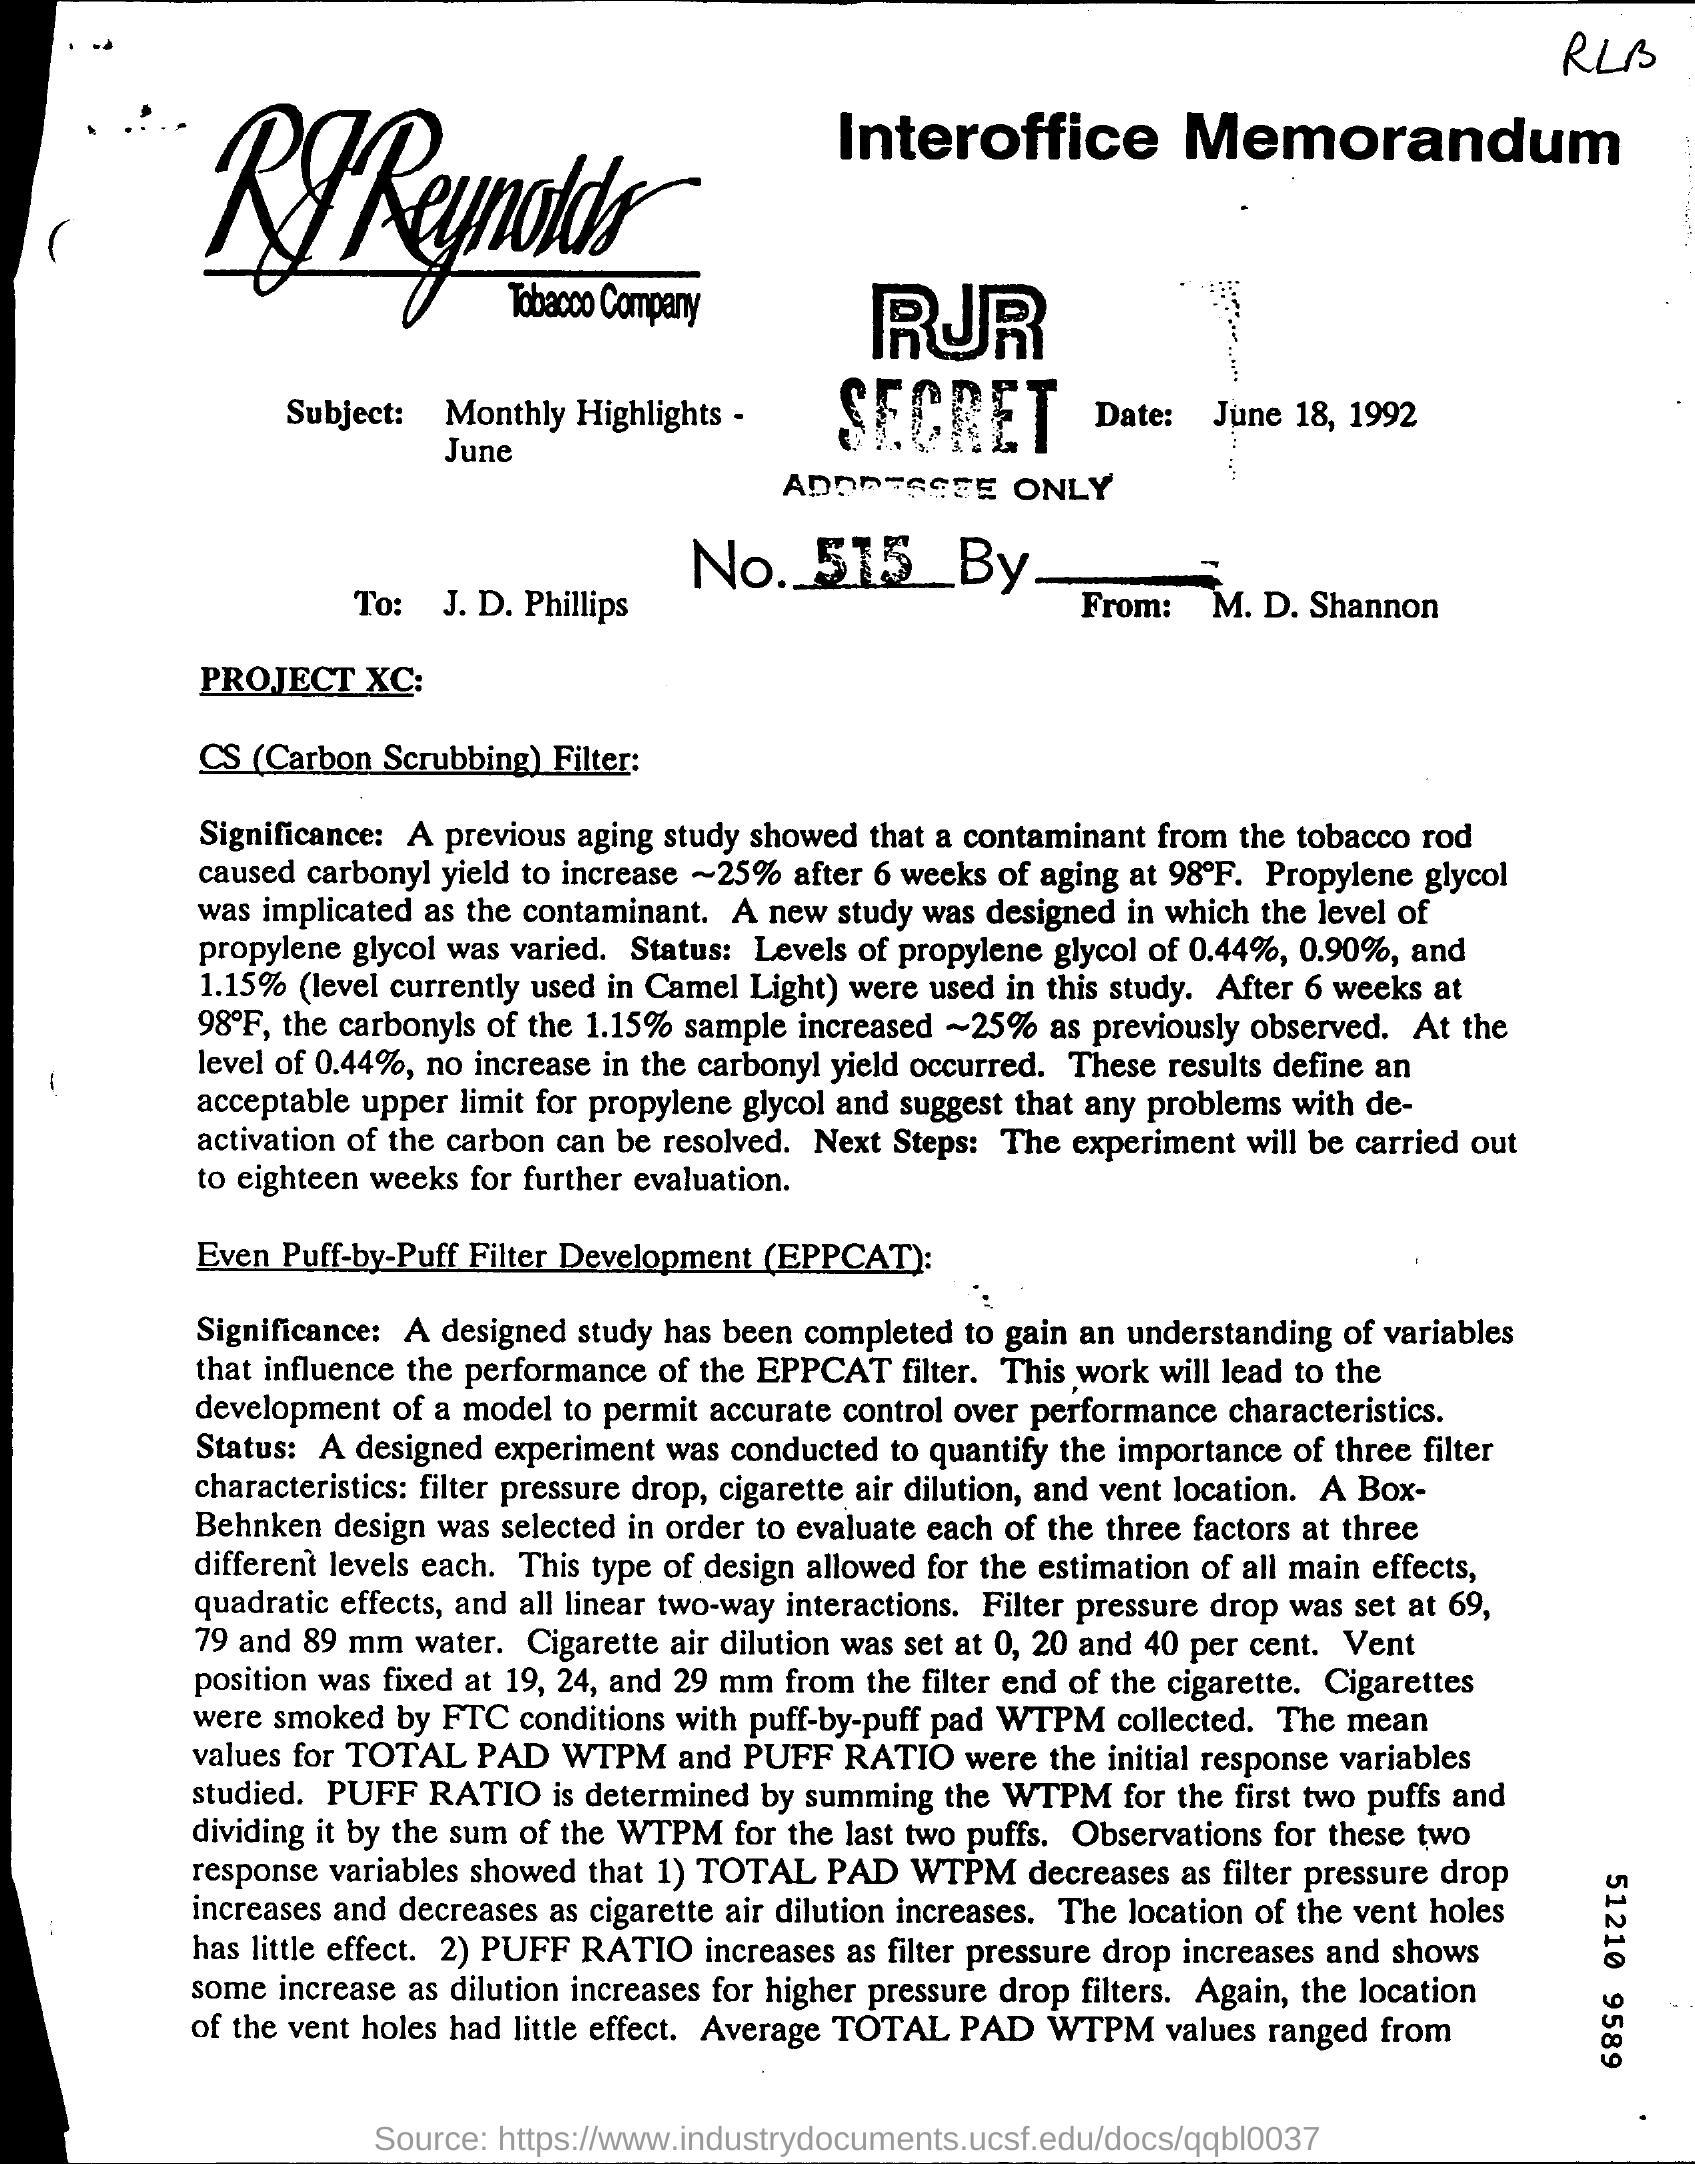 RLB
Interoffice Memorandum
RJReynolds
Tobacco Company
RJR
SECRET
ADDRESSEE ONLY
Subject: Monthly Highlights -
June
Date: June 18, 1992
No. 515 By
To: J. D. Phillips
From: M. D. Shannon
PROJECT XC:
CS (Carbon Scrubbing) Filter:
Significance: A previous aging study showed that a contaminant from the tobacco rod
caused carbonyl yield to increase ~25% after 6 weeks of aging at 98°F. Propylene glycol
was implicated as the contaminant. A new study was designed in which the level of
propylene glycol was varied. Status: Levels of propylene glycol of 0.44%, 0.90%, and
1.15% (level currently used in Camel Light) were used in this study. After 6 weeks at
98°F, the carbonyls of the 1.15% sample increased ~25% as previously observed. At the
level of 0.44%, no increase in the carbonyl yield occurred. These results define an
acceptable upper limit for propylene glycol and suggest that any problems with de-
activation of the carbon can be resolved. Next Steps: The experiment will be carried out
to eighteen weeks for further evaluation.
Even Puff-by-Puff Filter Development (EPPCAT):
Significance: A designed study has been completed to gain an understanding of variables
that influence the performance of the EPPCAT filter. This work will lead to the
development of a model to permit accurate control over performance characteristics.
Status: A designed experiment was conducted to quantify the importance of three filter
characteristics: filter pressure drop, cigarette air dilution, and vent location. A Box-
Behnken design was selected in order to evaluate each of the three factors at three
different levels each. This type of design allowed for the estimation of all main effects,
quadratic effects, and all linear two-way interactions. Filter pressure drop was set at 69,
79 and 89 mm water. Cigarette air dilution was set at 0, 20 and 40 per cent. Vent
position was fixed at 19, 24, and 29 mm from the filter end of the cigarette. Cigarettes
were smoked by FTC conditions with puff-by-puff pad WTPM collected. The mean
values for TOTAL PAD WTPM and PUFF RATIO were the initial response variables
studied. PUFF RATIO is determined by summing the WTPM for the first two puffs and
dividing it by the sum of the WTPM for the last two puffs. Observations for these two
response variables showed that 1) TOTAL PAD WTPM decreases as filter pressure drop
increases and decreases as cigarette air dilution increases. The location of the vent holes
has little effect. 2) PUFF RATIO increases as filter pressure drop increases and shows
some increase as dilution increases for higher pressure drop filters. Again, the location
of the vent holes had little effect. Average TOTAL PAD WTPM values ranged from
51210 9589
Source: https://www.industrydocuments.ucsf.edu/docs/qqbl0037